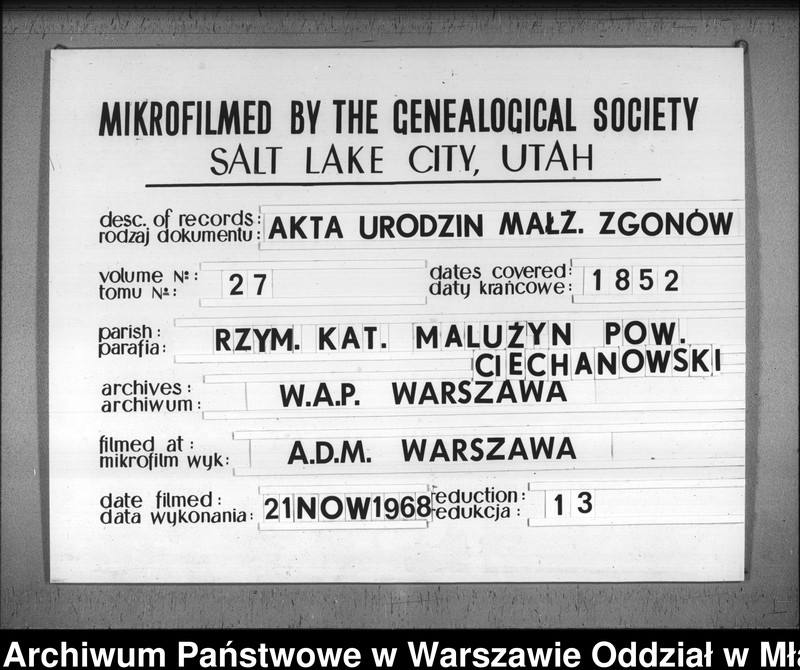 MIKROFILMED BY THE GENEALOGICAL SOCIETY
SALT LAKE CITY, UTAH
desc. of records:
rodzaj dokumentu: AKTA URODZIN MAŁŻ. ZGONÓW
volume №:
tomu №: 27
dates covered:
daty krańcowe: 1852
parish:
parafia: RZYM. KAT. MALUŻYN POW.
CIECHANOWSKI
archives:
archiwum: W.A.P. WARSZAWA
filmed at:
mikrofilm wyk: A.D.M. WARSZAWA
date filmed:
data wykonania: 21NOW1968
reduction:
redukcja: 13
Archiwum Państwowe w Warszawie Oddział w